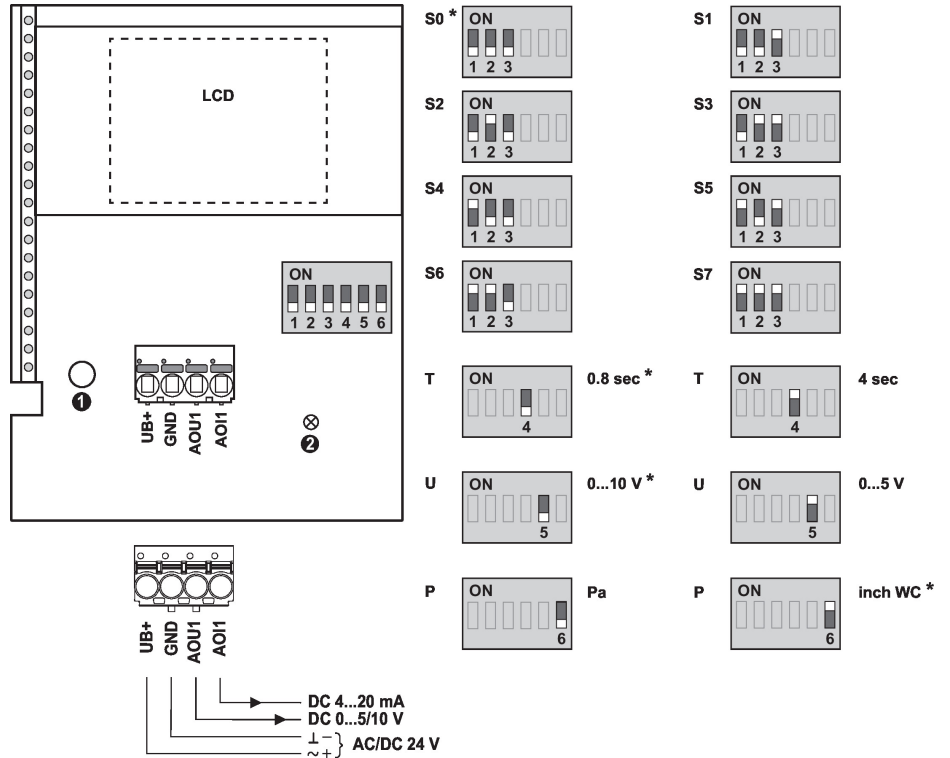 LCD
ON
1 2 3 4 5 6
1
UB+
GND
AOU1
AOI1
2
UB+
GND
AOU1
AOI1
DC 4...20 mA
DC 0...5/10 V
⊥ −
~ +
} AC/DC 24 V
S0 *
ON
1 2 3
S1
ON
1 2 3
S2
ON
1 2 3
S3
ON
1 2 3
S4
ON
1 2 3
S5
ON
1 2 3
S6
ON
1 2 3
S7
ON
1 2 3
T
ON
4
0.8 sec *
T
ON
4
4 sec
U
ON
5
0...10 V *
U
ON
5
0...5 V
P
ON
6
Pa
P
ON
6
inch WC *